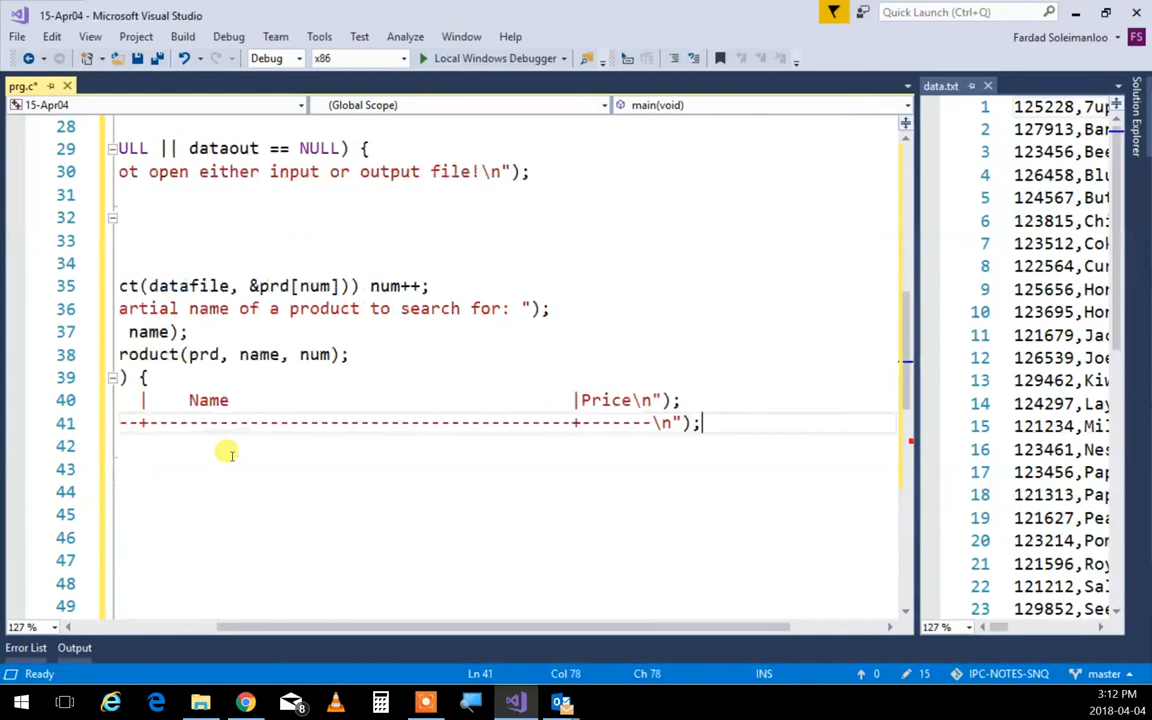 15-Apr04 - Microsoft Visual Studio
Quick Launch (Ctrl+Q)
File Edit View Project Build Debug Team Tools Test Analyze Window Help
Fardad Soleimanloo FS
Debug x86 Local Windows Debugger
prg.c* data.txt
15-Apr04 (Global Scope) main(void)
Solution Explorer
28
29 ULL || dataout == NULL) {
30 ot open either input or output file!\n");
31
32
33
34
35 ct(datafile, &prd[num])) num++;
36 artial name of a product to search for: ");
37 name);
38 roduct(prd, name, num);
39 ) {
40 | Name |Price\n");
41 --+------------------------------------------+-------\n");
42
43
44
45
46
47
48
49
1 125228,7up
2 127913,Ban
3 123456,Bee
4 126458,Blu
5 124567,But
6 123815,Chi
7 123512,Cok
8 122564,Cur
9 125656,Hor
10 123695,Hor
11 121679,Jac
12 126539,Joe
13 129462,Kiw
14 124297,Lay
15 121234,Mil
16 123461,Nes
17 123456,Pap
18 121313,Pap
19 121627,Pea
20 123214,Pom
21 121596,Roy
22 121212,Sal
23 129852,See
127 % 127 %
Error List Output
Ready Ln 41 Col 78 Ch 78 INS 0 15 IPC-NOTES-SNQ master
8
3:12 PM
2018-04-04